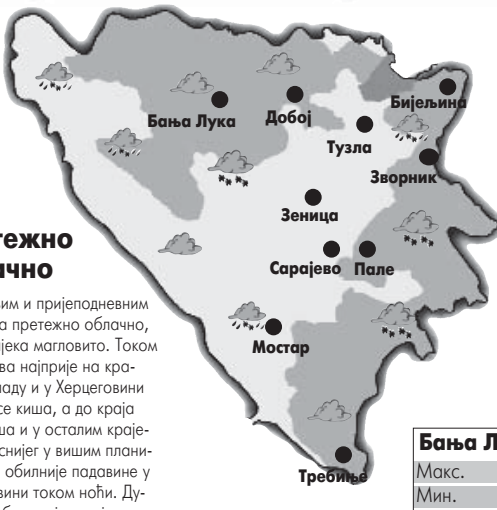 Бања Лука
Добој
Бијељина
Тузла
Зворник
Зеница
Сарајево
Пале
Мостар
Требиње
тежно
чно
вим и пријеподневним
а претежно облачно,
јека магловито. Током
ва најприје на кра-
аду и у Херцеговини
се киша, а до краја
ша и у осталим краје-
снијег у вишим плани-
обилније падавине у
вини током ноћи. Ду-
Бања Л
Макс.
Мин.